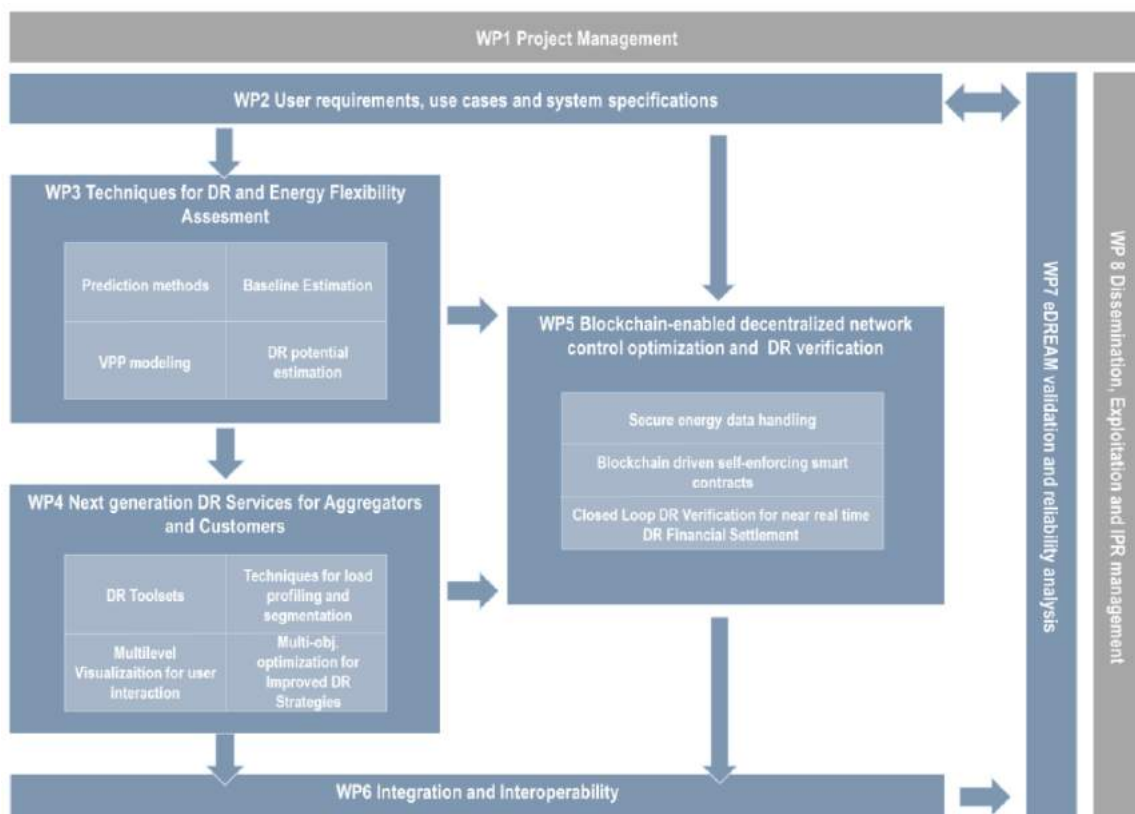 WP1 Project Management
WP2 User requirements, use cases and system specifications
WP3 Techniques for DR and Energy Flexibility
Assesment
Prediction methods
Baseline Estimation
VPP modeling
DR potential
estimation
WP4 Next generation DR Services for Aggregators
and Customers
DR Toolsets
Techniques for load
profiling and
segmentation
Multilevel
Visualizaition for user
interaction
Multi-obj.
optimization for
Improved DR
Strategies
WP5 Blockchain-enabled decentralized network
control optimization and DR verification
Secure energy data handling
Blockchain driven self-enforcing smart
contracts
Closed Loop DR Verification for near real time
DR Financial Settlement
WP6 Integration and Interoperability
WP7 eDREAM validation and reliability analysis
WP 8 Dissemination, Exploitation and IPR management